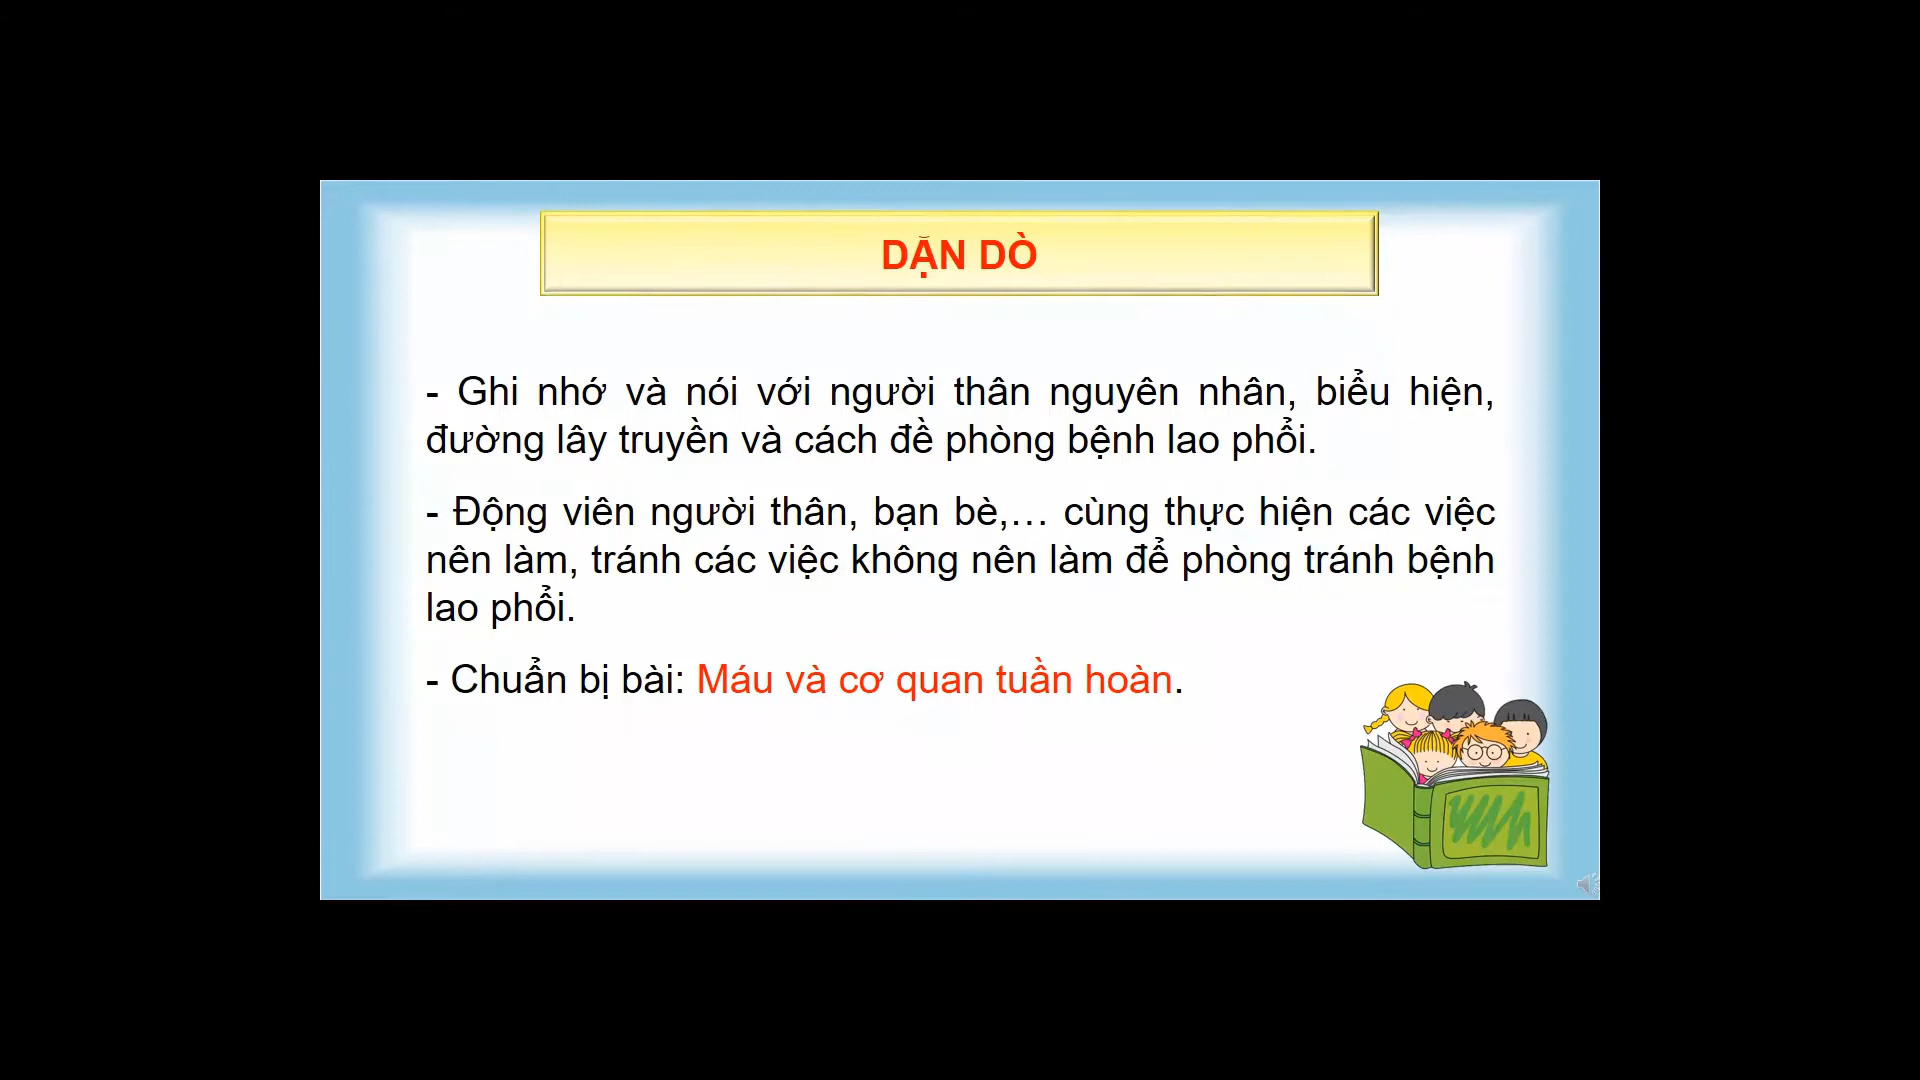 DẶN DÒ
- Ghi nhớ và nói với người thân nguyên nhân, biểu hiện,
đường lây truyền và cách đề phòng bệnh lao phổi.
- Động viên người thân, bạn bè,… cùng thực hiện các việc
nên làm, tránh các việc không nên làm để phòng tránh bệnh
lao phổi.
- Chuẩn bị bài: Máu và cơ quan tuần hoàn.